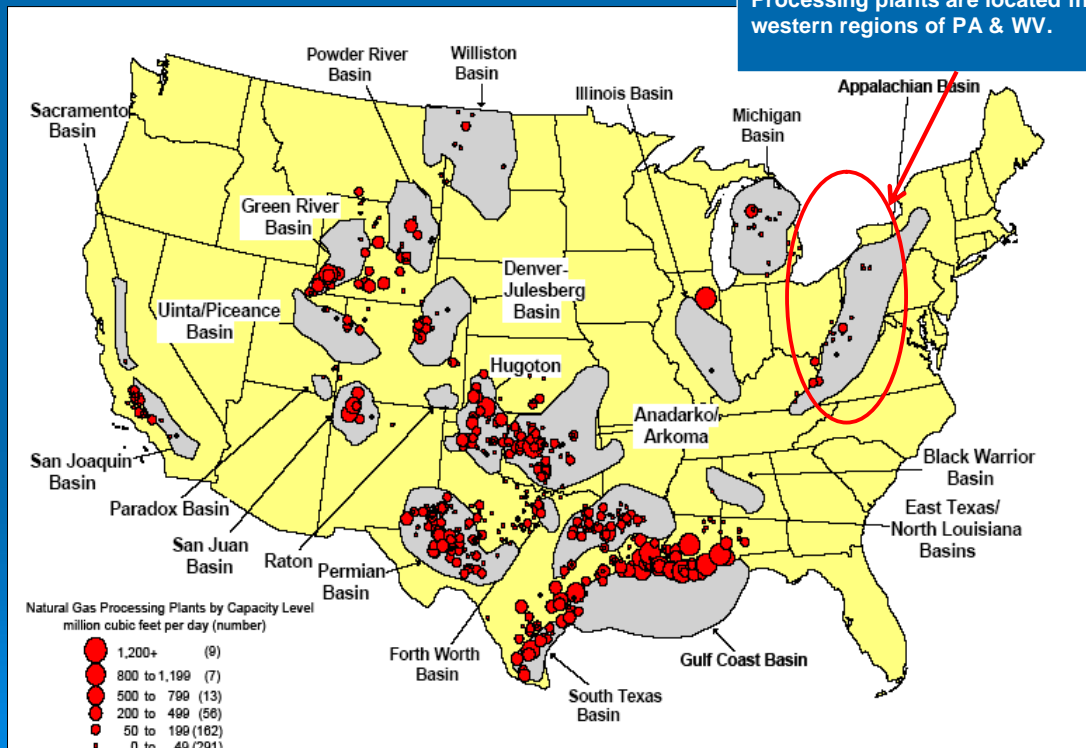 Processing plants are located in
western regions of PA & WV.
Powder River
Basin
Williston
Basin
Illinois Basin
Appalachian Basin
Sacramento
Basin
Michigan
Basin
Green River
Basin
Denver-
Julesberg
Basin
Uinta/Piceance
Basin
Hugoton
Anadarko/
Arkoma
San Joaquin
Basin
Black Warrior
Basin
Paradox Basin
East Texas/
North Louisiana
Basins
San Juan
Basin
Raton
Permian
Basin
Natural Gas Processing Plants by Capacity Level
million cubic feet per day (number)
1,200+ (9)
800 to 1,199 (7)
500 to 799 (13)
200 to 499 (56)
50 to 199 (162)
0 to 49 (291)
Forth Worth
Basin
Gulf Coast Basin
South Texas
Basin